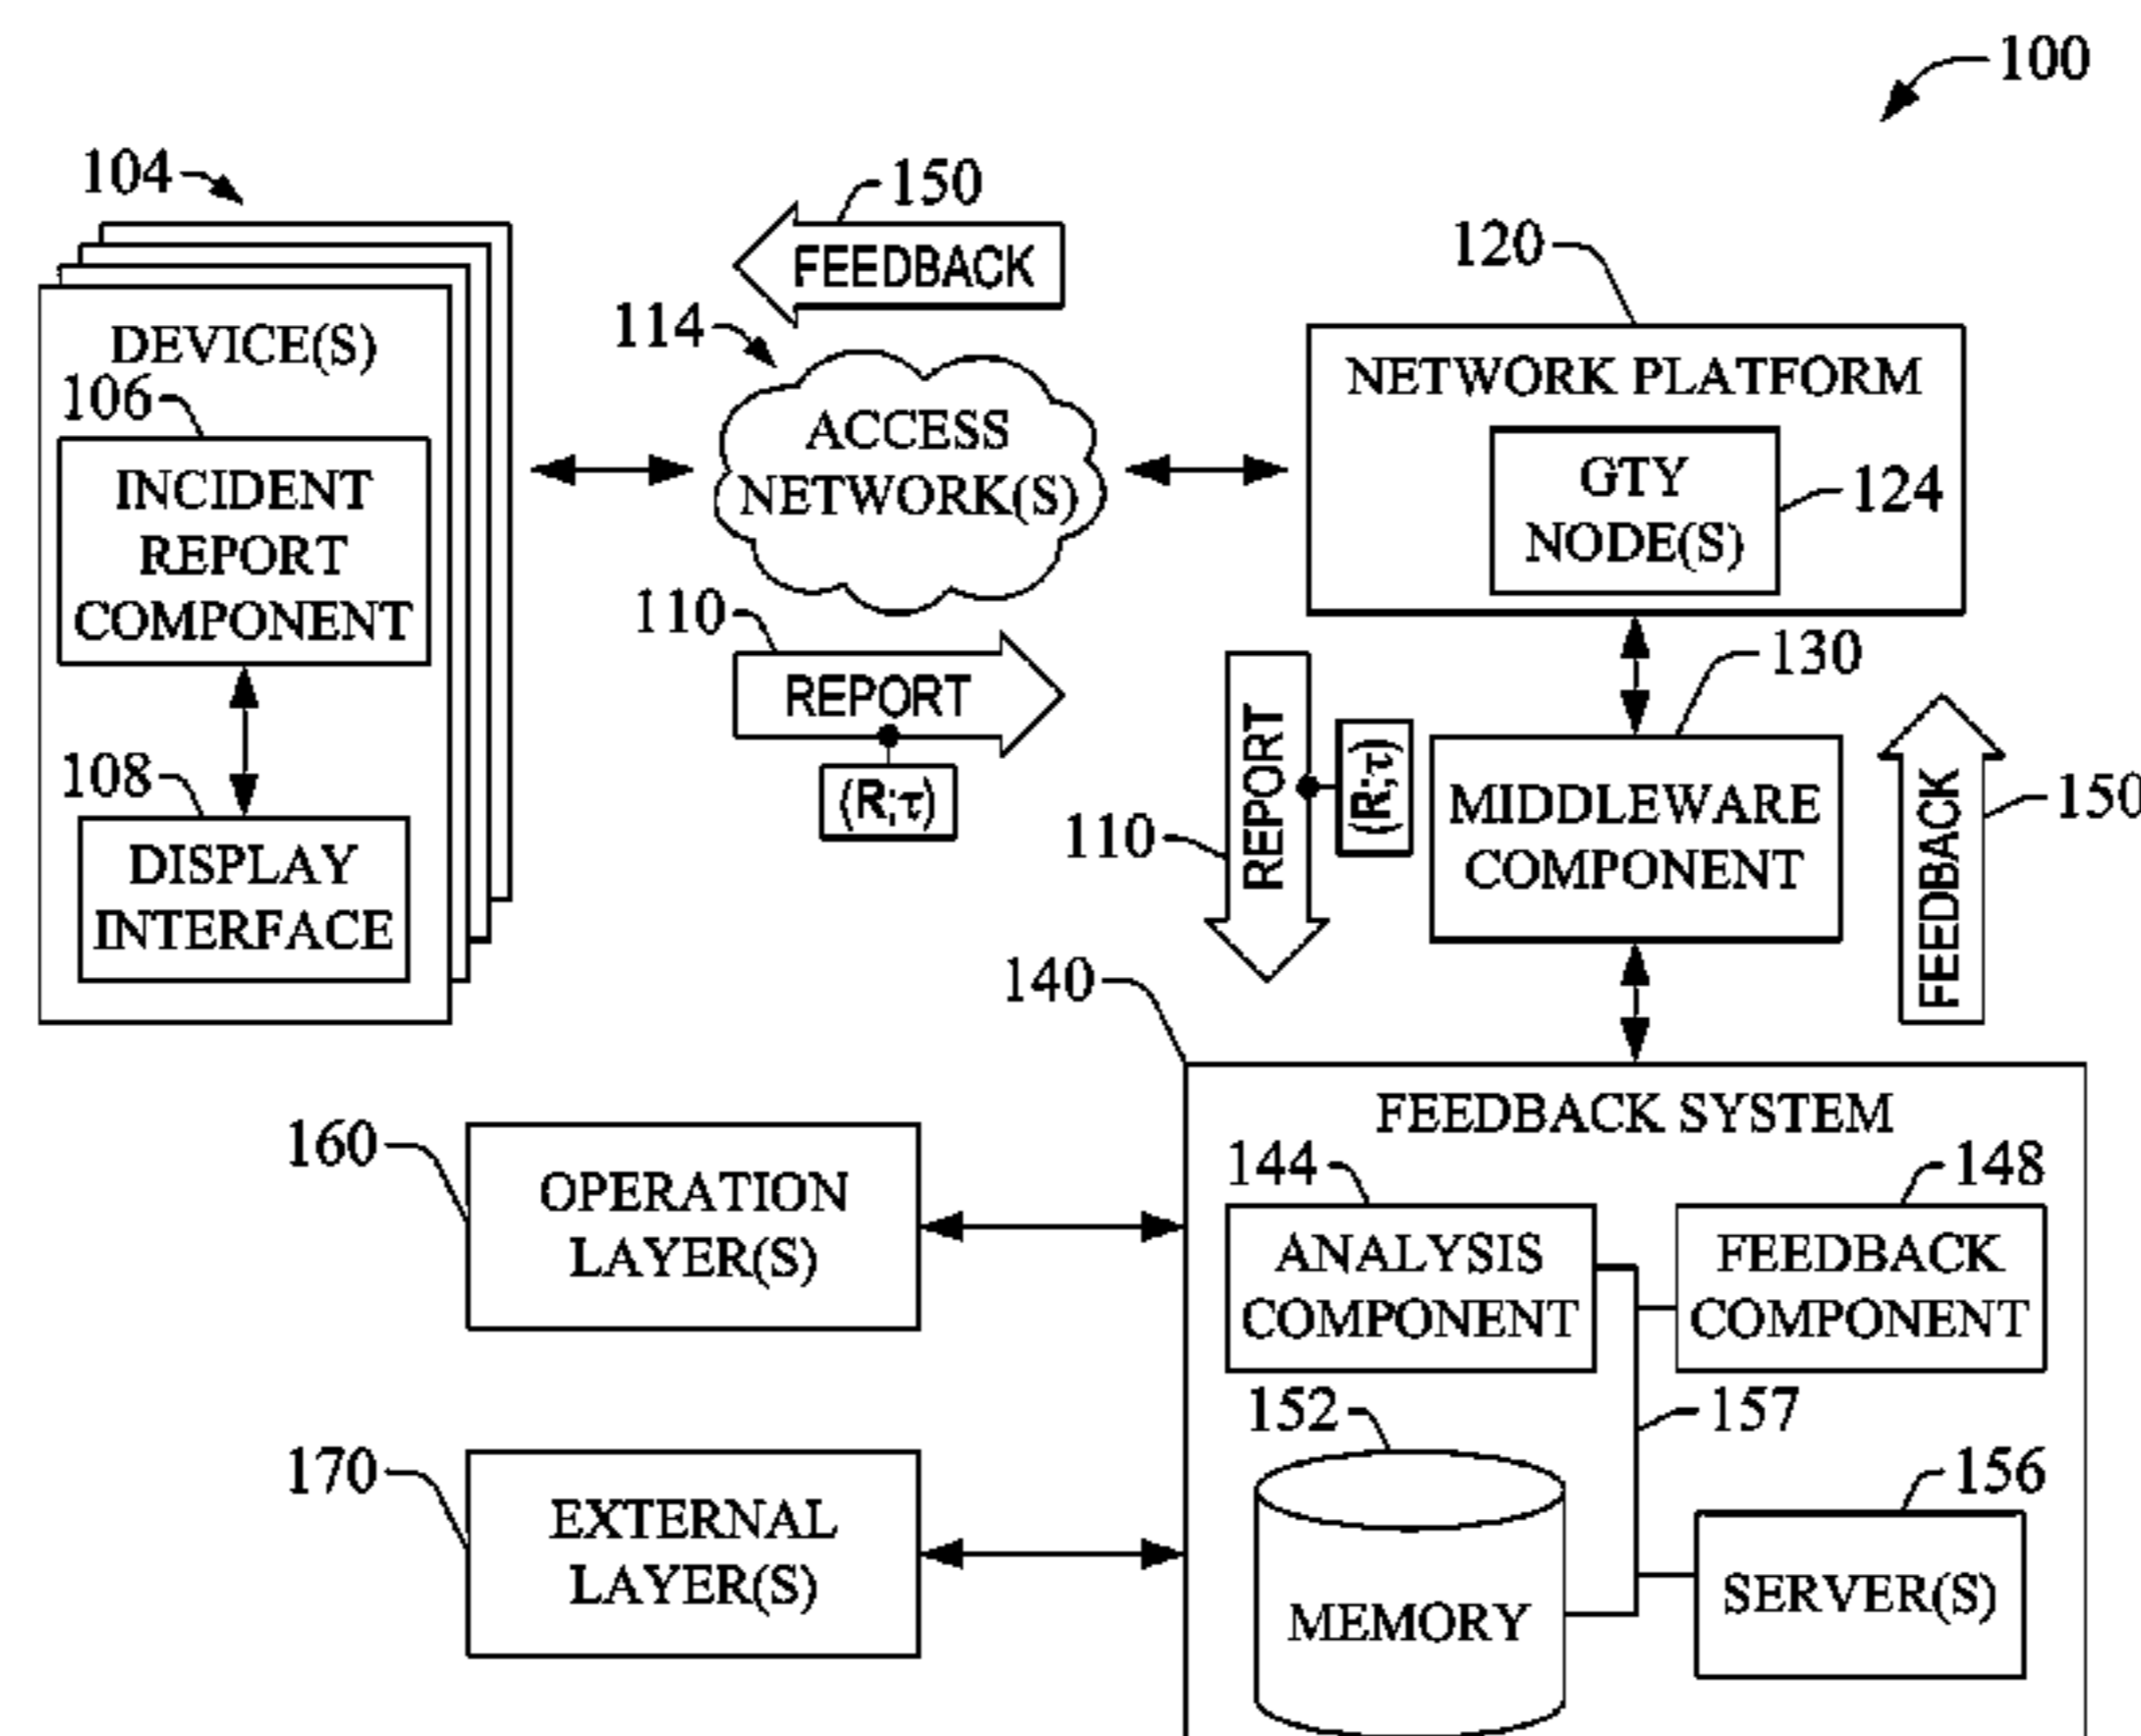 100
104
150
FEEDBACK
120
114
DEVICE(S)
NETWORK PLATFORM
106
ACCESS
NETWORK(S)
GTY
NODE(S)
124
INCIDENT
REPORT
COMPONENT
110
REPORT
(R;τ)
130
108
DISPLAY
INTERFACE
110
REPORT
(R;τ)
MIDDLEWARE
COMPONENT
FEEDBACK
150
140
FEEDBACK SYSTEM
160
OPERATION
LAYER(S)
144
148
ANALYSIS
COMPONENT
FEEDBACK
COMPONENT
152
157
170
EXTERNAL
LAYER(S)
156
MEMORY
SERVER(S)